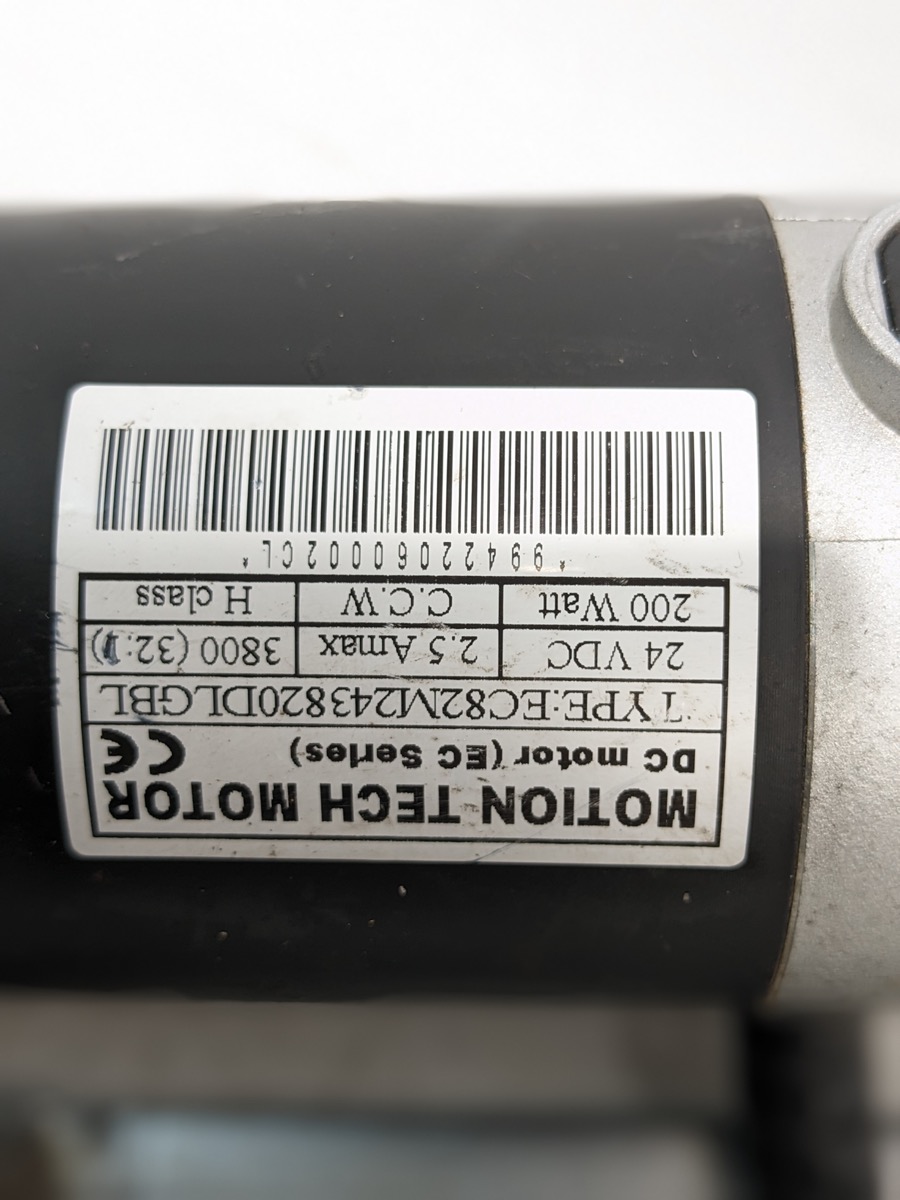 MOTION TECH MOTOR
DC motor (EC Series) CE
TYPE:EC82M243820DLGBL
24 VDC 2.5 Amax 3800 (32:1)
200 Watt C.C.W H class
*99422060002CL*